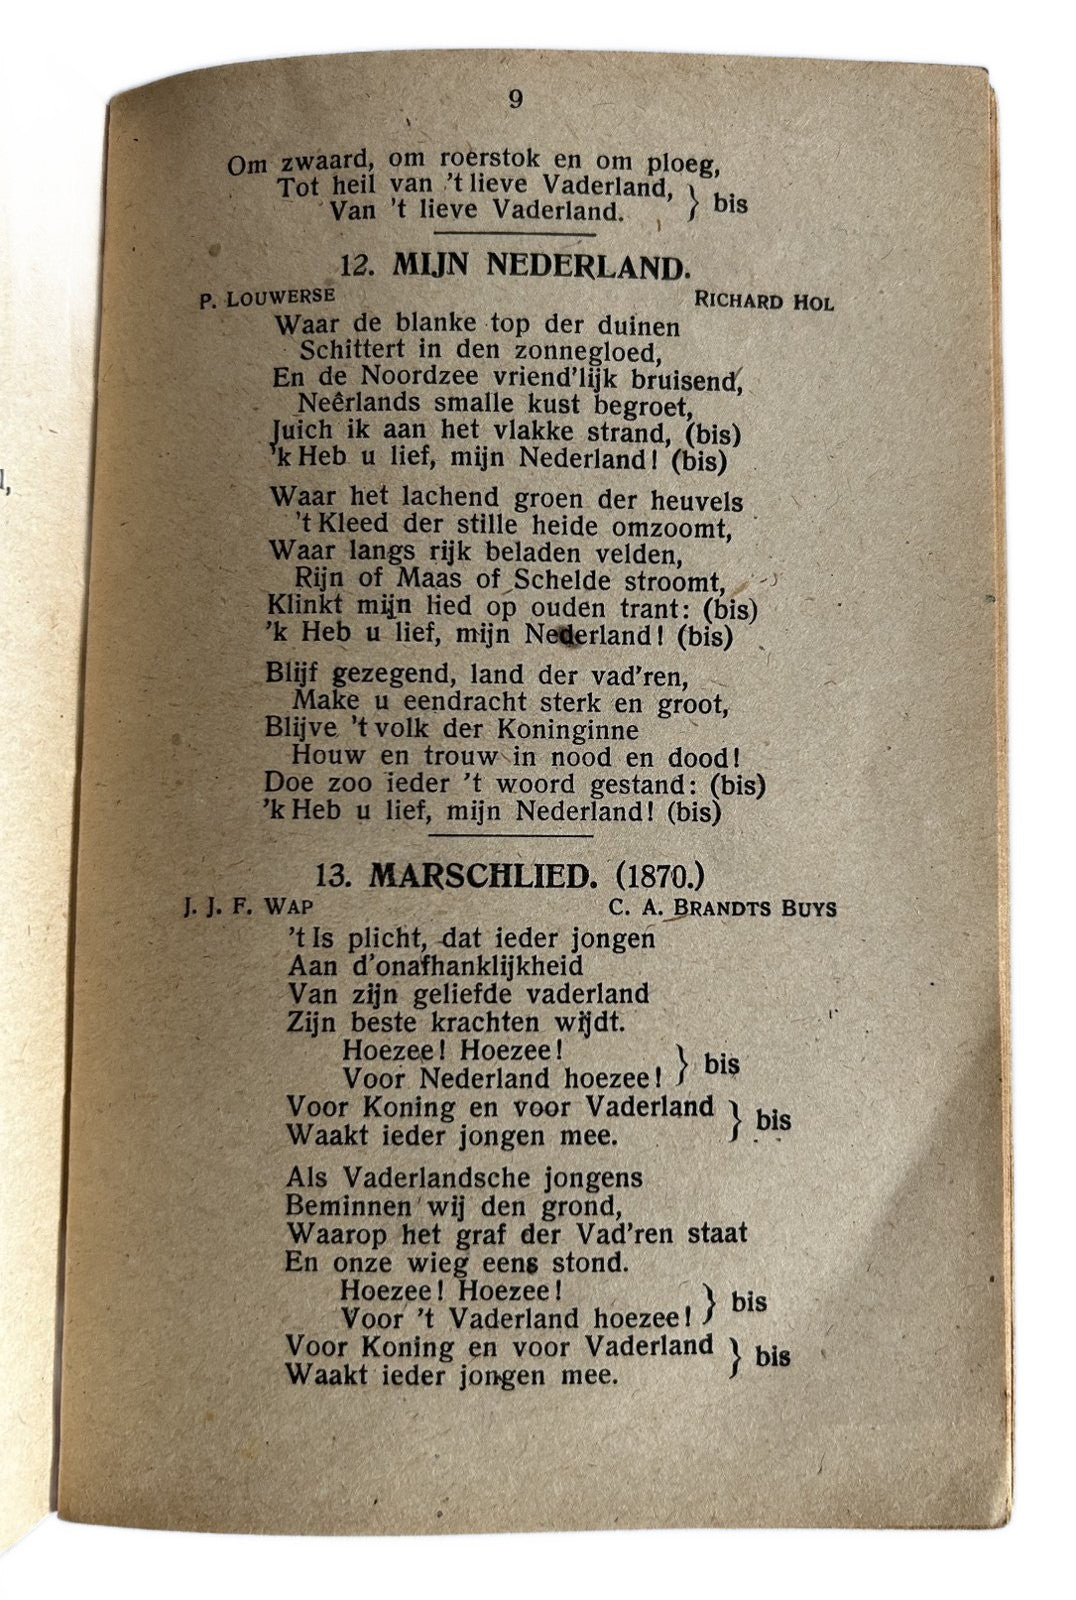 9
Om zwaard, om roerstok en om ploeg,
Tot heil van 't lieve Vaderland, } bis
Van 't lieve Vaderland.
12. MIJN NEDERLAND.
P. LOUWERSE RICHARD HOL
Waar de blanke top der duinen
Schittert in den zonnegloed,
En de Noordzee vriend'lijk bruisend,
Neêrlands smalle kust begroet,
Juich ik aan het vlakke strand, (bis)
'k Heb u lief, mijn Nederland! (bis)
Waar het lachend groen der heuvels
't Kleed der stille heide omzoomt,
Waar langs rijk beladen velden,
Rijn of Maas of Schelde stroomt,
Klinkt mijn lied op ouden trant: (bis)
'k Heb u lief, mijn Nederland! (bis)
Blijf gezegend, land der vad'ren,
Make u eendracht sterk en groot,
Blijve 't volk der Koninginne
Houw en trouw in nood en dood!
Doe zoo ieder 't woord gestand: (bis)
'k Heb u lief, mijn Nederland! (bis)
13. MARSCHLIED. (1870.)
J. J. F. WAP C. A. BRANDTS BUYS
't Is plicht, dat ieder jongen
Aan d'onafhanklijkheid
Van zijn geliefde vaderland
Zijn beste krachten wijdt.
Hoezee! Hoezee! } bis
Voor Nederland hoezee!
Voor Koning en voor Vaderland } bis
Waakt ieder jongen mee.
Als Vaderlandsche jongens
Beminnen wij den grond,
Waarop het graf der Vad'ren staat
En onze wieg eens stond.
Hoezee! Hoezee! } bis
Voor 't Vaderland hoezee!
Voor Koning en voor Vaderland } bis
Waakt ieder jongen mee.